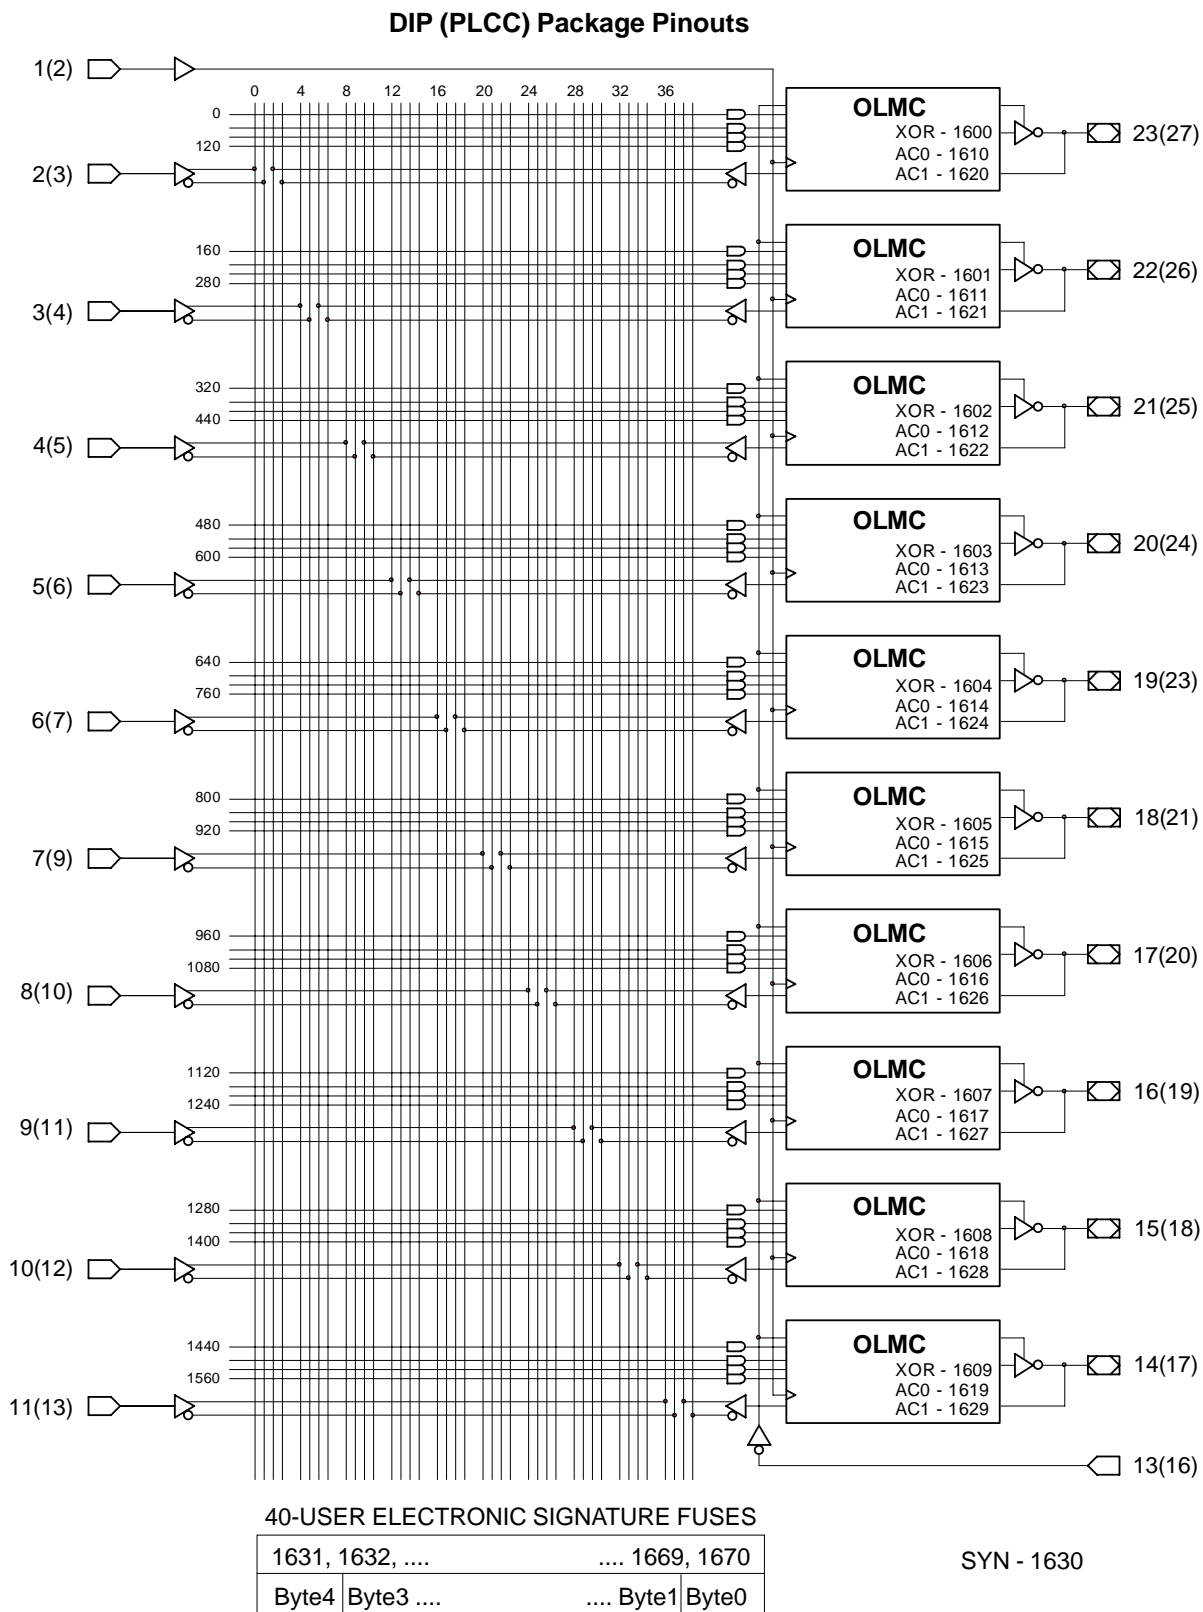 DIP (PLCC) Package Pinouts
1(2)
0 4 8 12 16 20 24 28 32 36
0
OLMC
XOR - 1600
23(27)
120
AC0 - 1610
2(3)
AC1 - 1620
160
OLMC
XOR - 1601
22(26)
280
AC0 - 1611
3(4)
AC1 - 1621
320
OLMC
XOR - 1602
21(25)
440
AC0 - 1612
4(5)
AC1 - 1622
480
OLMC
XOR - 1603
20(24)
600
AC0 - 1613
5(6)
AC1 - 1623
640
OLMC
XOR - 1604
19(23)
760
AC0 - 1614
6(7)
AC1 - 1624
800
OLMC
XOR - 1605
18(21)
920
AC0 - 1615
7(9)
AC1 - 1625
960
OLMC
XOR - 1606
17(20)
1080
AC0 - 1616
8(10)
AC1 - 1626
1120
OLMC
XOR - 1607
16(19)
1240
AC0 - 1617
9(11)
AC1 - 1627
1280
OLMC
XOR - 1608
15(18)
1400
AC0 - 1618
10(12)
AC1 - 1628
1440
OLMC
XOR - 1609
14(17)
1560
AC0 - 1619
11(13)
AC1 - 1629
13(16)
40-USER ELECTRONIC SIGNATURE FUSES
1631, 1632, .... .... 1669, 1670
SYN - 1630
Byte4 Byte3 .... .... Byte1 Byte0